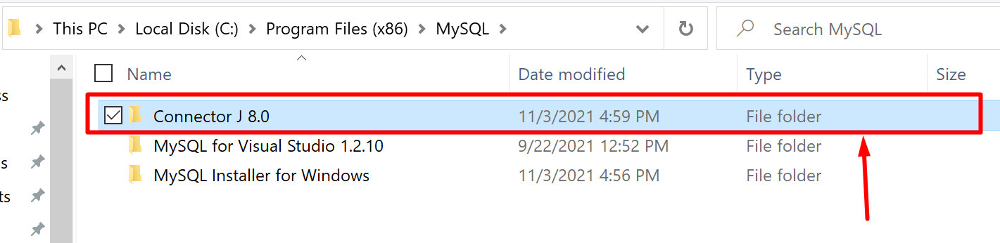 This PC > Local Disk (C:) > Program Files (x86) > MySQL > Search MySQL
Name Date modified Type Size
Connector J 8.0 11/3/2021 4:59 PM File folder
MySQL for Visual Studio 1.2.10 9/22/2021 12:52 PM File folder
MySQL Installer for Windows 11/3/2021 4:56 PM File folder
ss
s
ts